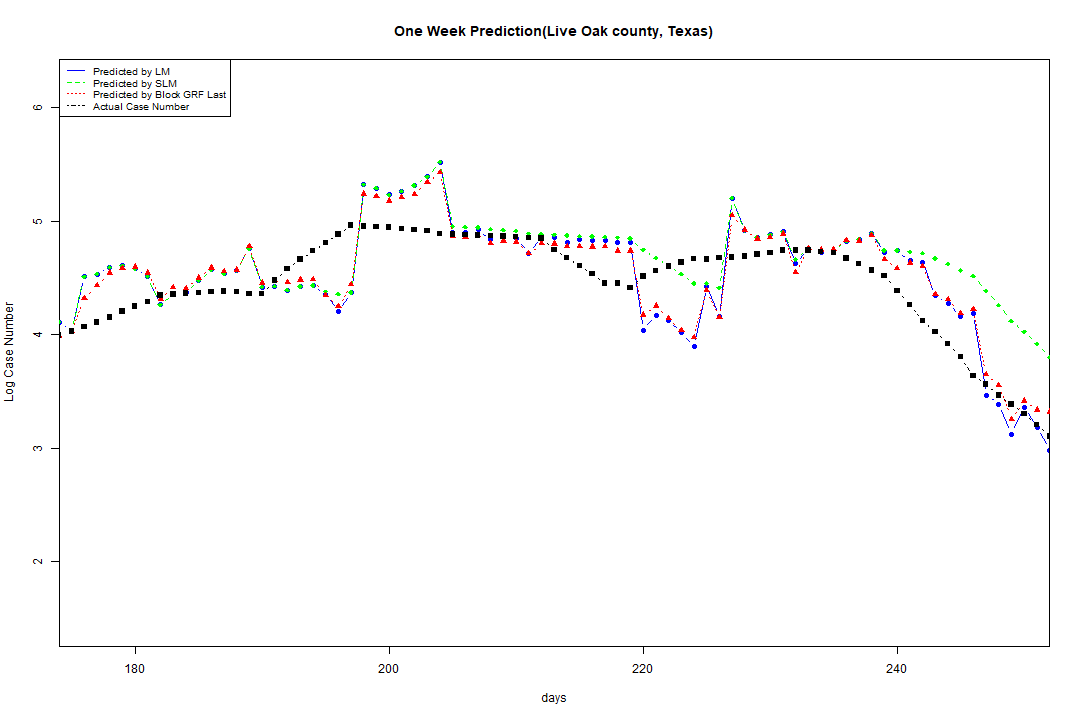 One Week Prediction(Live Oak county, Texas)
Predicted by LM
Predicted by SLM
Predicted by Block GRF Last
Actual Case Number
6
5
4
3
2
Log Case Number
180 200 220 240
days